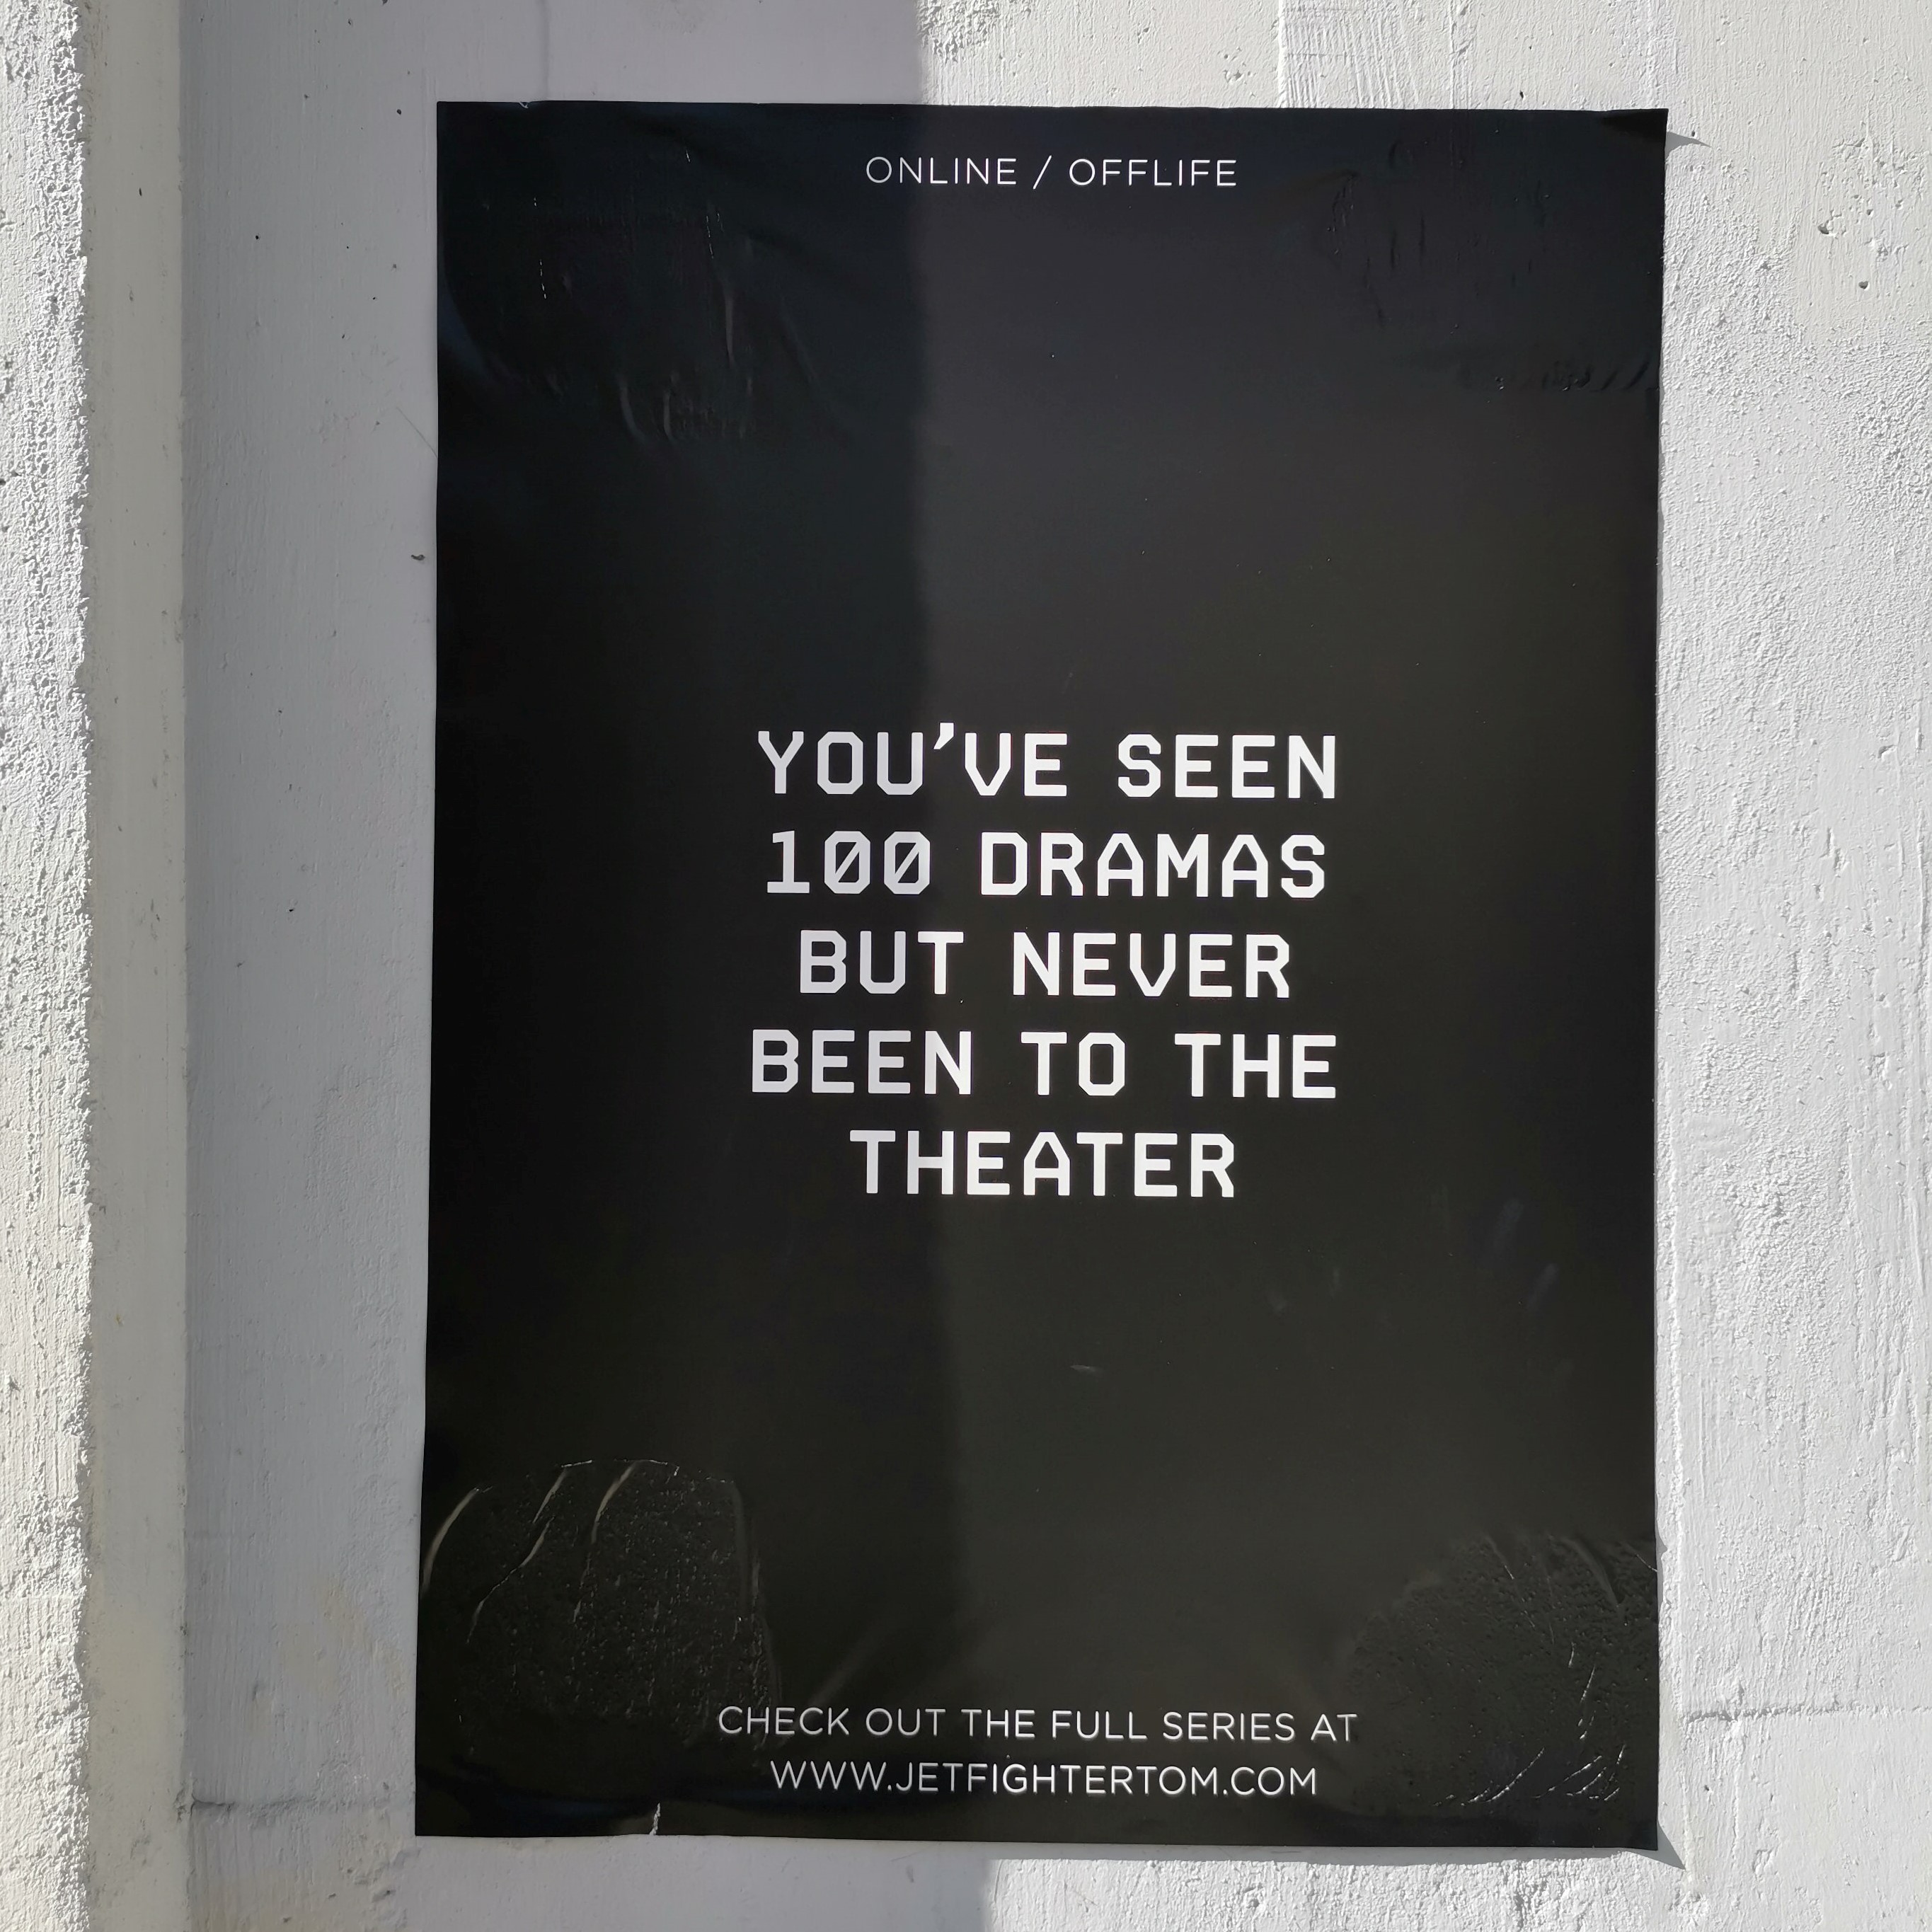 ONLINE / OFFLIFE
YOU'VE SEEN
100 DRAMAS
BUT NEVER
BEEN TO THE
THEATER
CHECK OUT THE FULL SERIES AT
WWW.JETFIGHTERTOM.COM